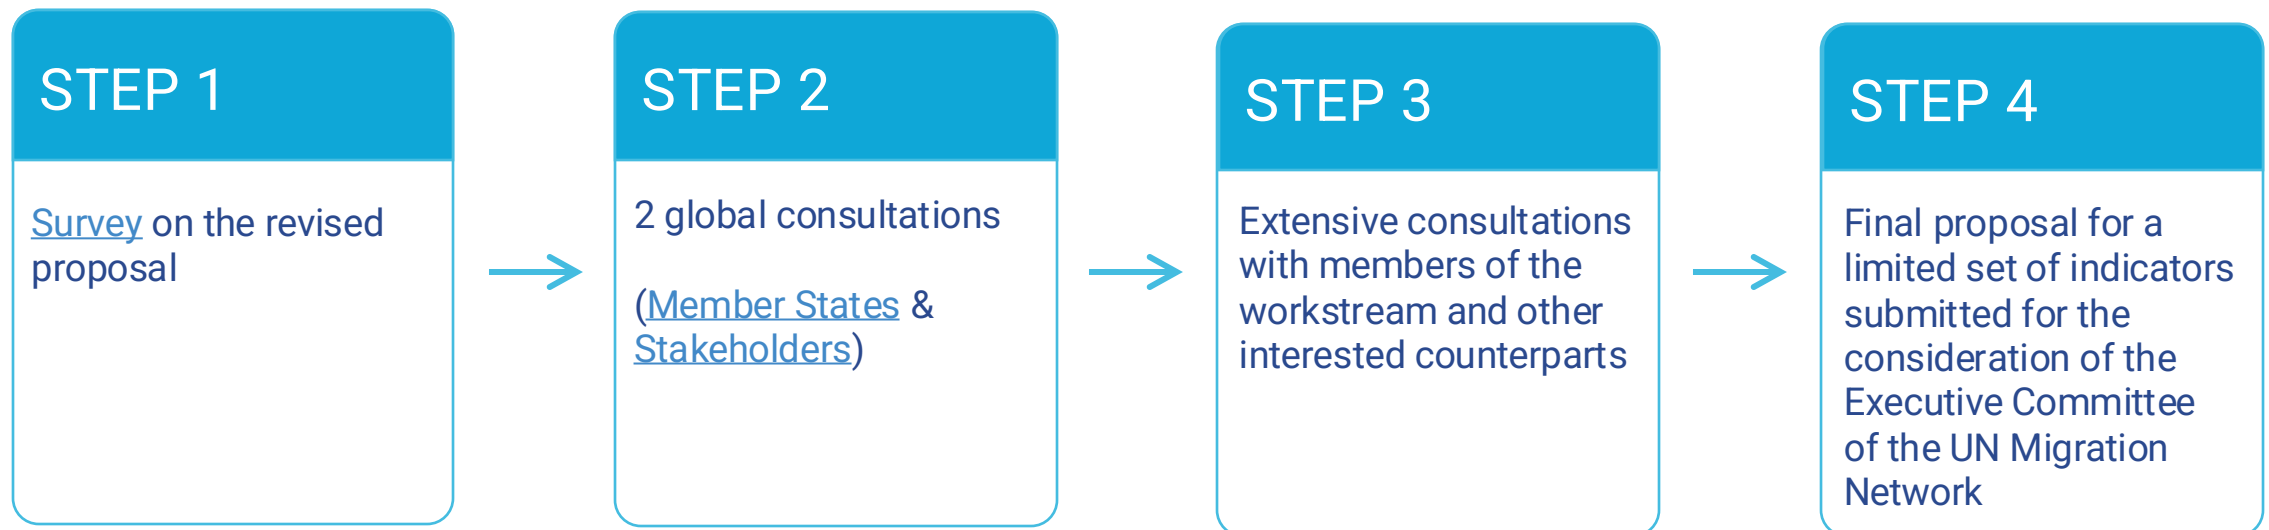 STEP 1
Survey on the revised
proposal
STEP 2
2 global consultations
(Member States &
Stakeholders)
STEP 3
Extensive consultations
with members of the
workstream and other
interested counterparts
STEP 4
Final proposal for a
limited set of indicators
submitted for the
consideration of the
Executive Committee
of the UN Migration
Network